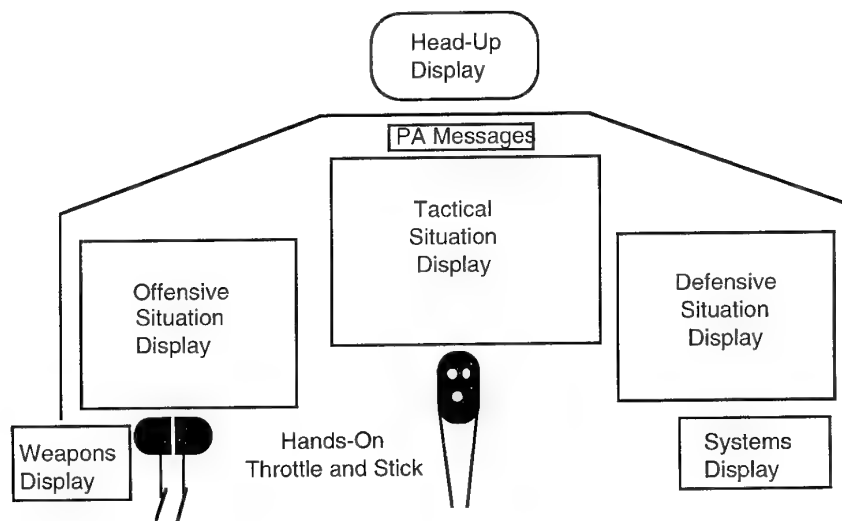 Head-Up
Display
PA Messages
Tactical
Situation
Display
Offensive
Situation
Display
Defensive
Situation
Display
Hands-On
Throttle and Stick
Weapons
Display
Systems
Display